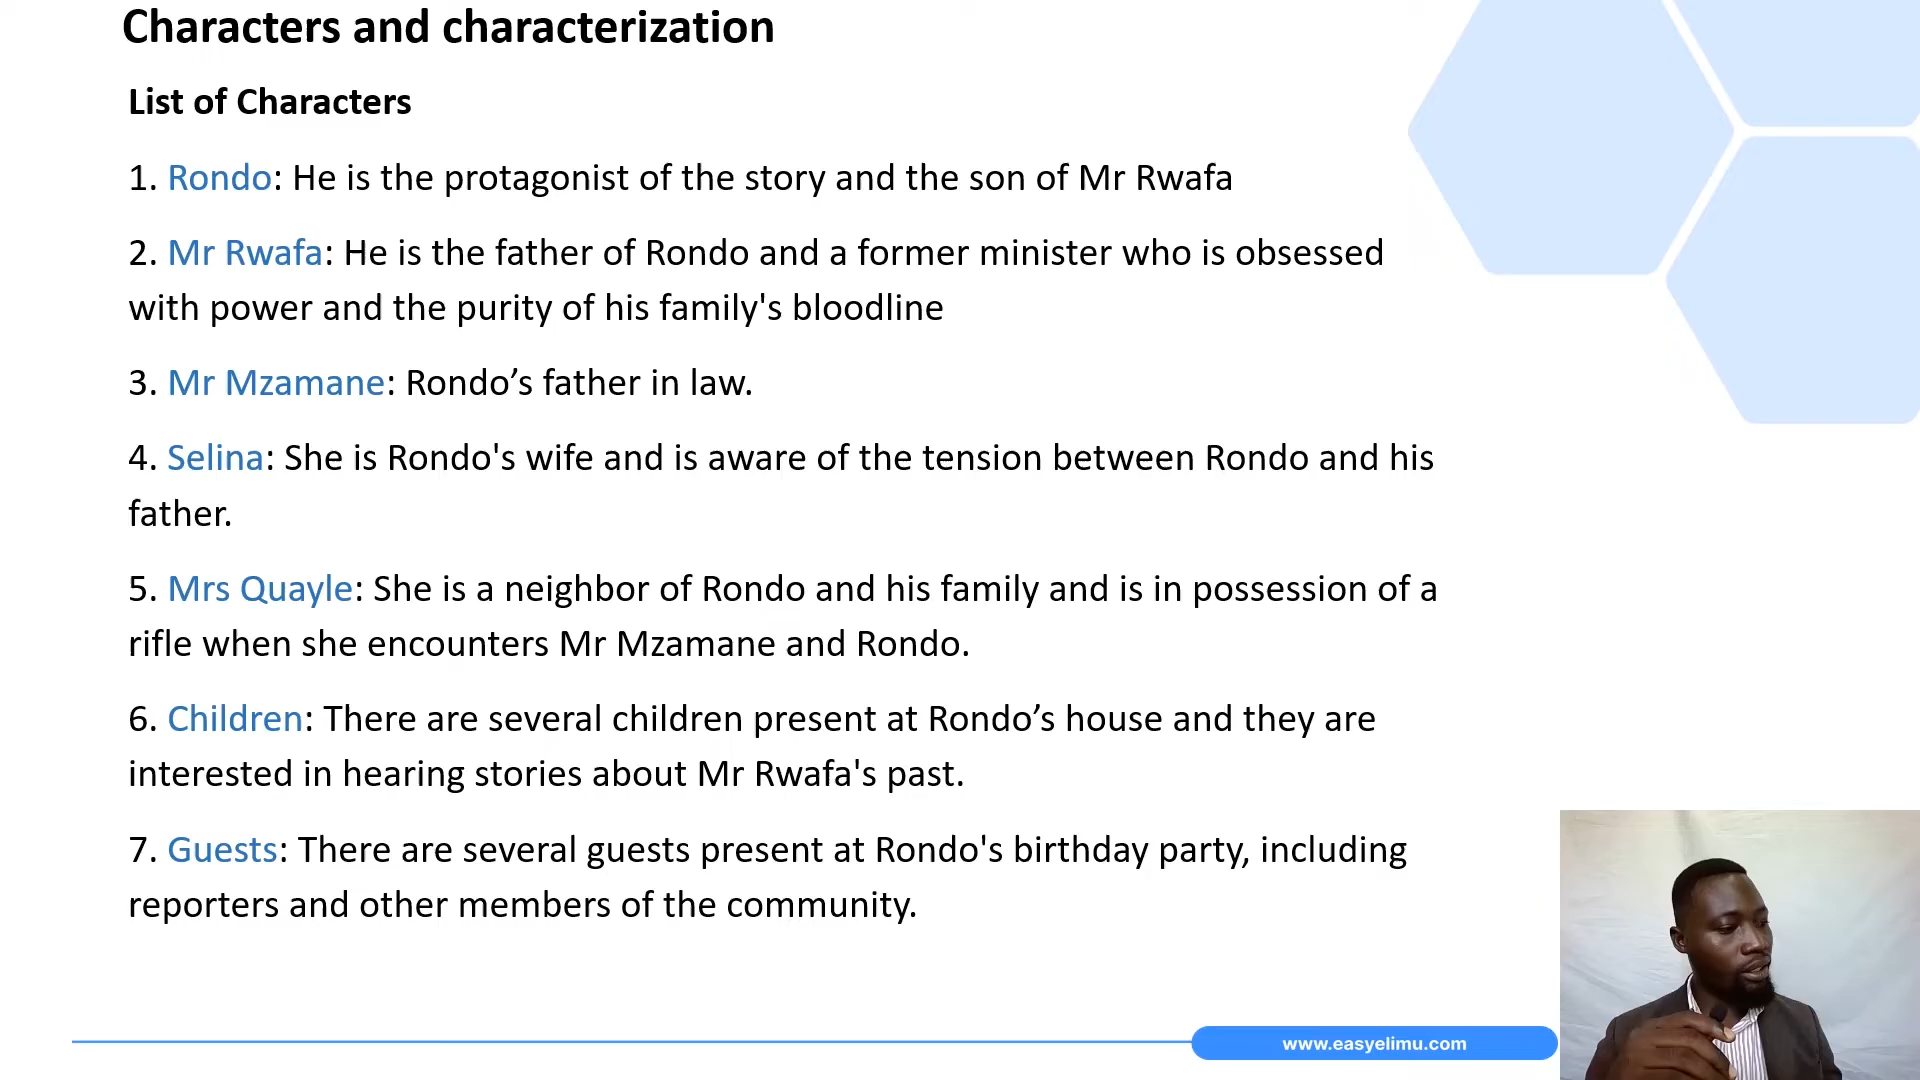 Characters and characterization
List of Characters
1. Rondo: He is the protagonist of the story and the son of Mr Rwafa
2. Mr Rwafa: He is the father of Rondo and a former minister who is obsessed
with power and the purity of his family's bloodline
3. Mr Mzamane: Rondo’s father in law.
4. Selina: She is Rondo's wife and is aware of the tension between Rondo and his
father.
5. Mrs Quayle: She is a neighbor of Rondo and his family and is in possession of a
rifle when she encounters Mr Mzamane and Rondo.
6. Children: There are several children present at Rondo’s house and they are
interested in hearing stories about Mr Rwafa's past.
7. Guests: There are several guests present at Rondo's birthday party, including
reporters and other members of the community.
www.easyelimu.com